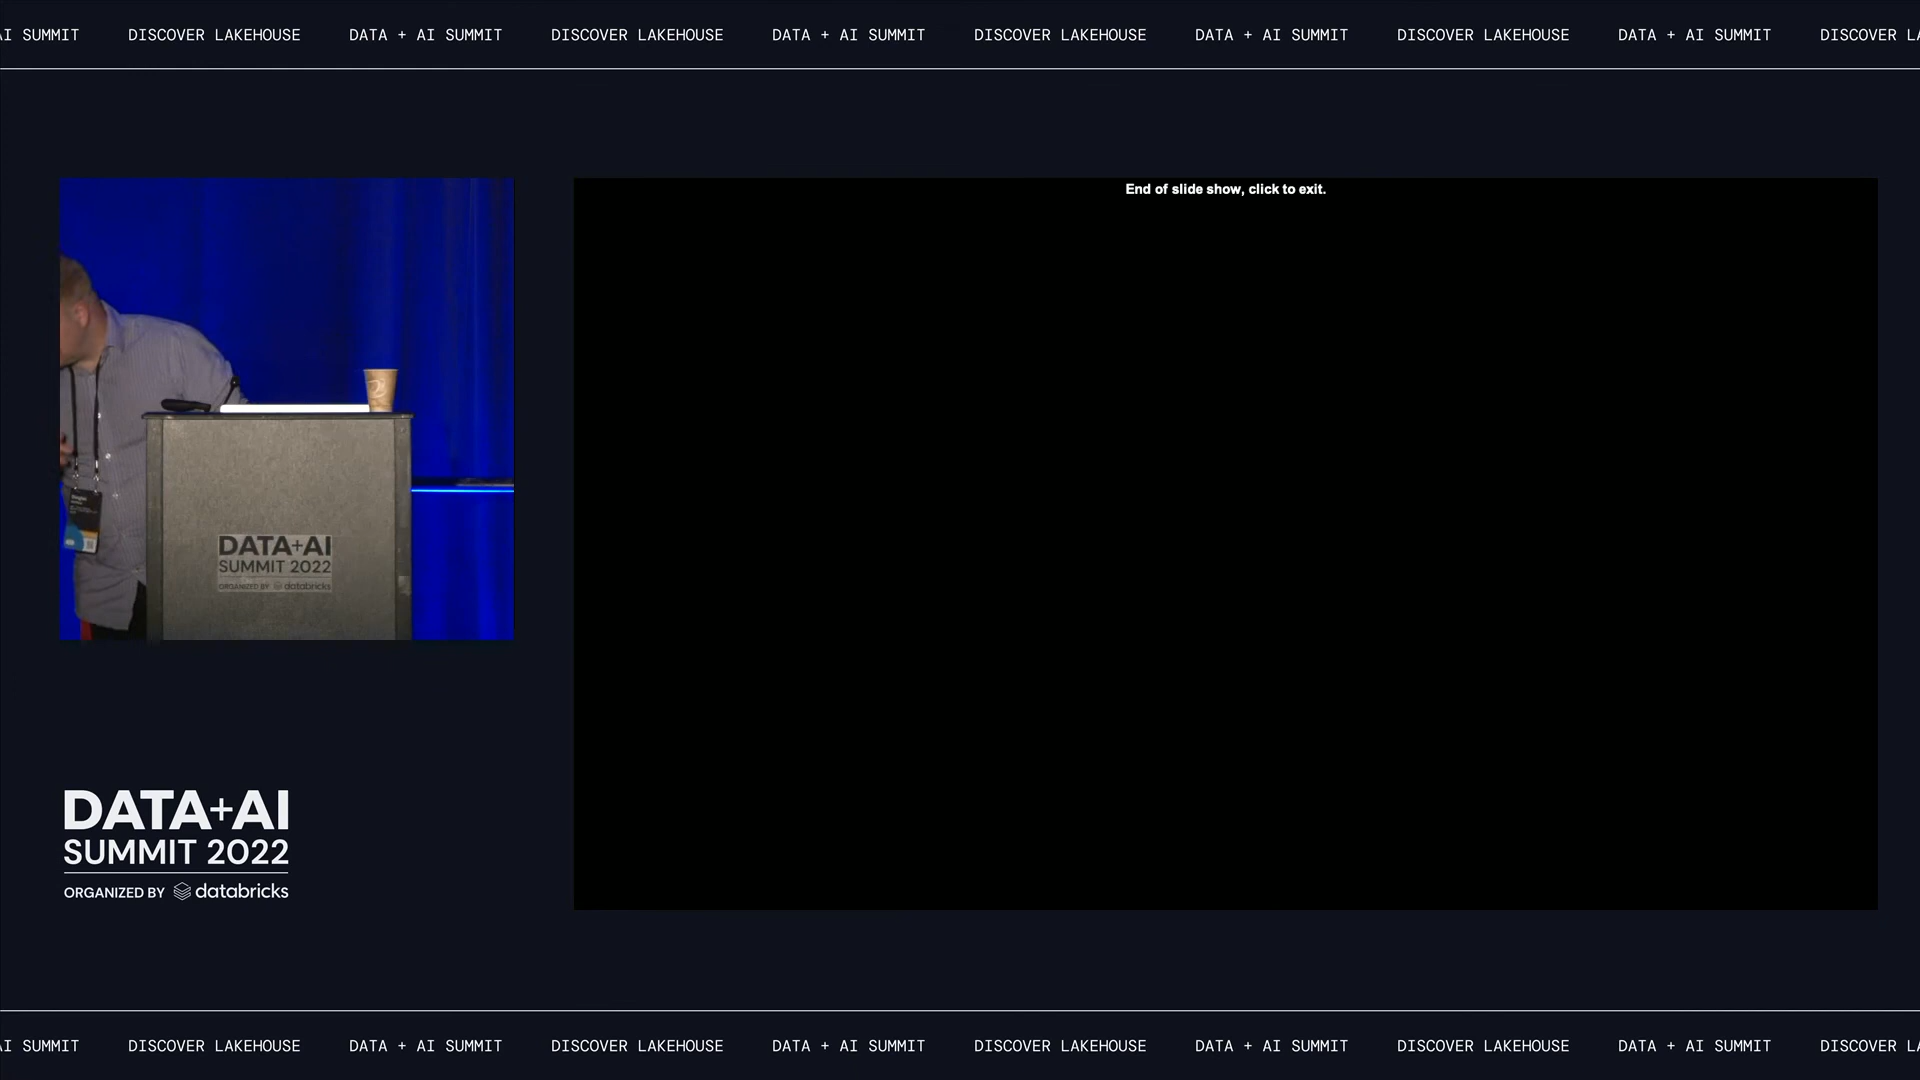 AI SUMMIT DISCOVER LAKEHOUSE DATA + AI SUMMIT DISCOVER LAKEHOUSE DATA + AI SUMMIT DISCOVER LAKEHOUSE DATA + AI SUMMIT DISCOVER LAKEHOUSE DATA + AI SUMMIT DISCOVER LA
End of slide show, click to exit.
DATA+AI
SUMMIT 2022
ORGANIZED BY databricks
DATA+AI
SUMMIT 2022
ORGANIZED BY databricks
AI SUMMIT DISCOVER LAKEHOUSE DATA + AI SUMMIT DISCOVER LAKEHOUSE DATA + AI SUMMIT DISCOVER LAKEHOUSE DATA + AI SUMMIT DISCOVER LAKEHOUSE DATA + AI SUMMIT DISCOVER LA